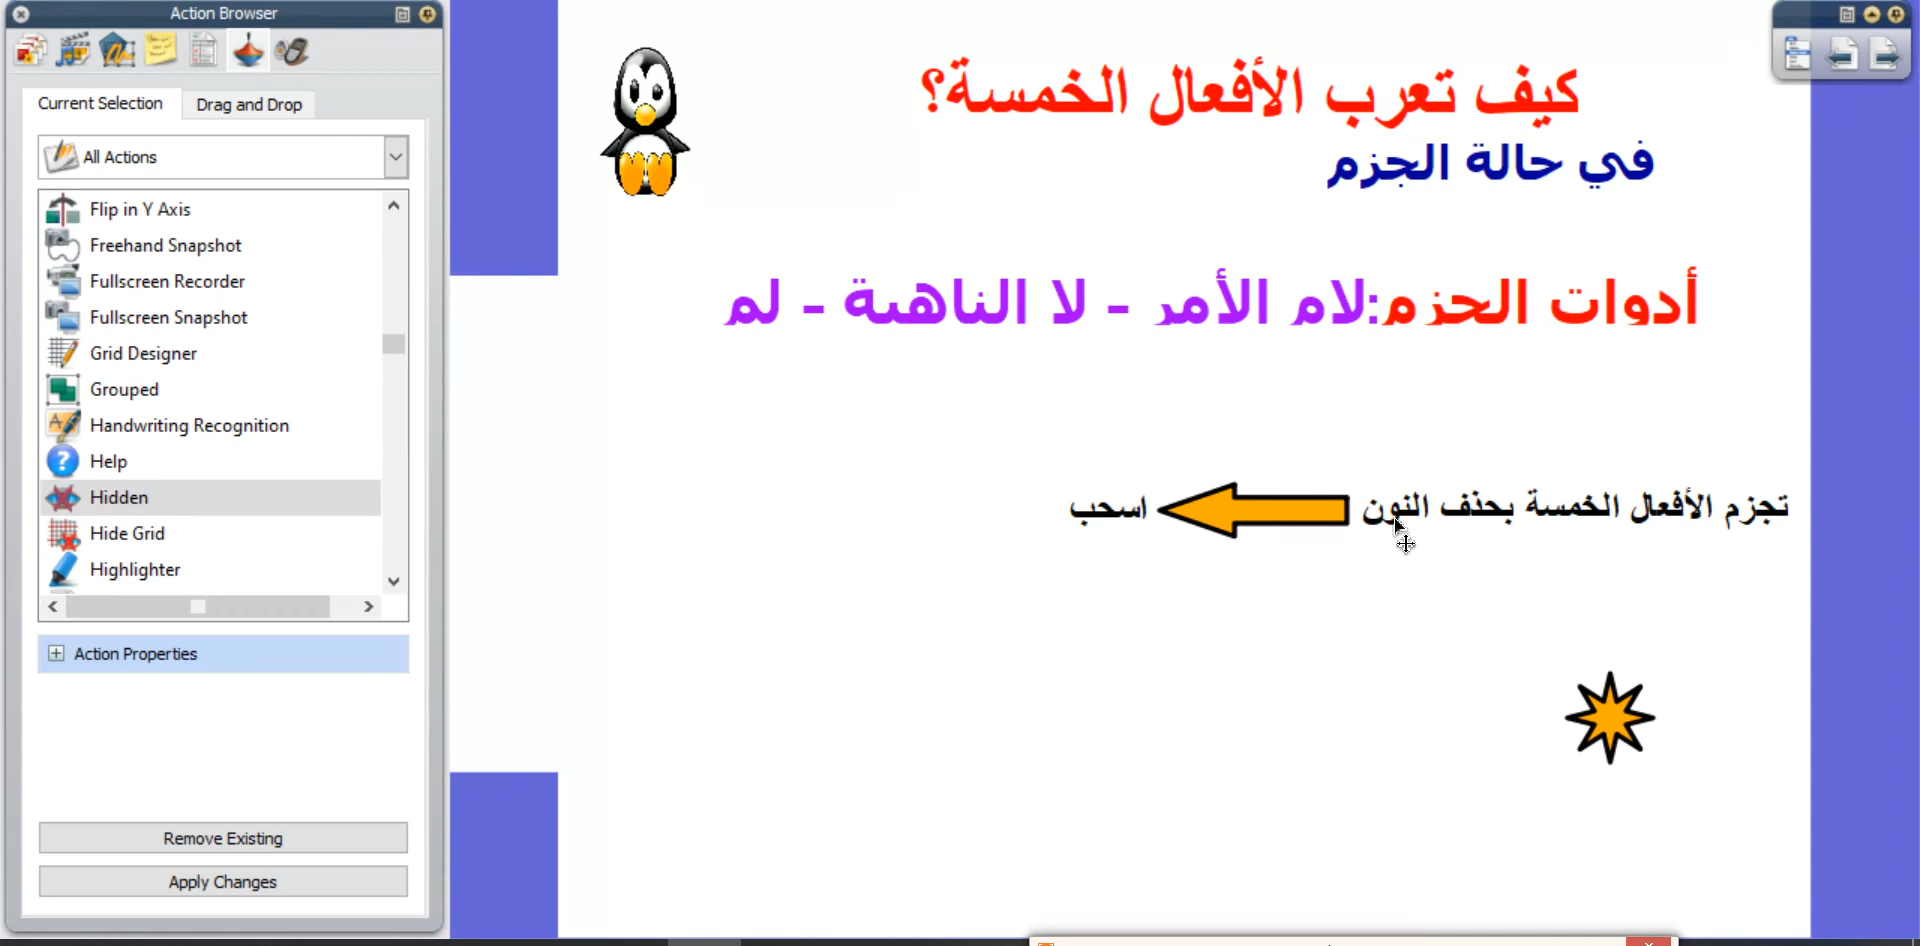 Action Browser
Current Selection
Drag and Drop
All Actions
Flip in Y Axis
Freehand Snapshot
Fullscreen Recorder
Fullscreen Snapshot
Grid Designer
Grouped
Handwriting Recognition
Help
Hidden
Hide Grid
Highlighter
Action Properties
Remove Existing
Apply Changes
كيف تعرب الأفعال الخمسة؟
في حالة الجزم
أدوات الجزم:لام الأمر - لا الناهية - لم
تجزم الأفعال الخمسة بحذف النون
اسحب